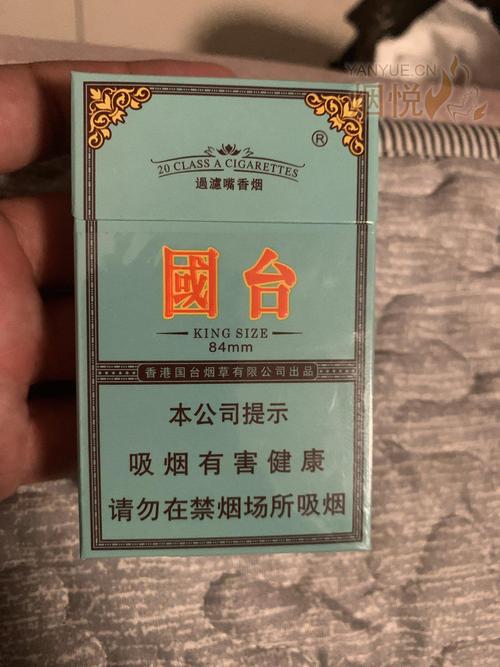 YANYUE.CN
烟悦
®
20 CLASS A CIGARETTES
過濾嘴香烟
國台
KING SIZE
84mm
香港国台烟草有限公司出品
本公司提示
吸烟有害健康
请勿在禁烟场所吸烟